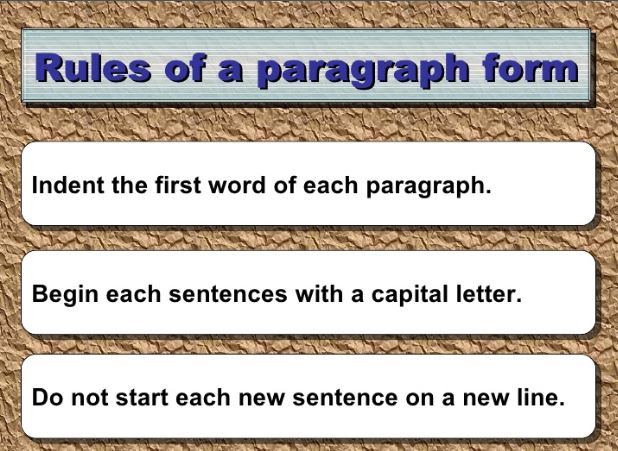 Rules of a paragraph form
Indent the first word of each paragraph.
Begin each sentences with a capital letter.
Do not start each new sentence on a new line.